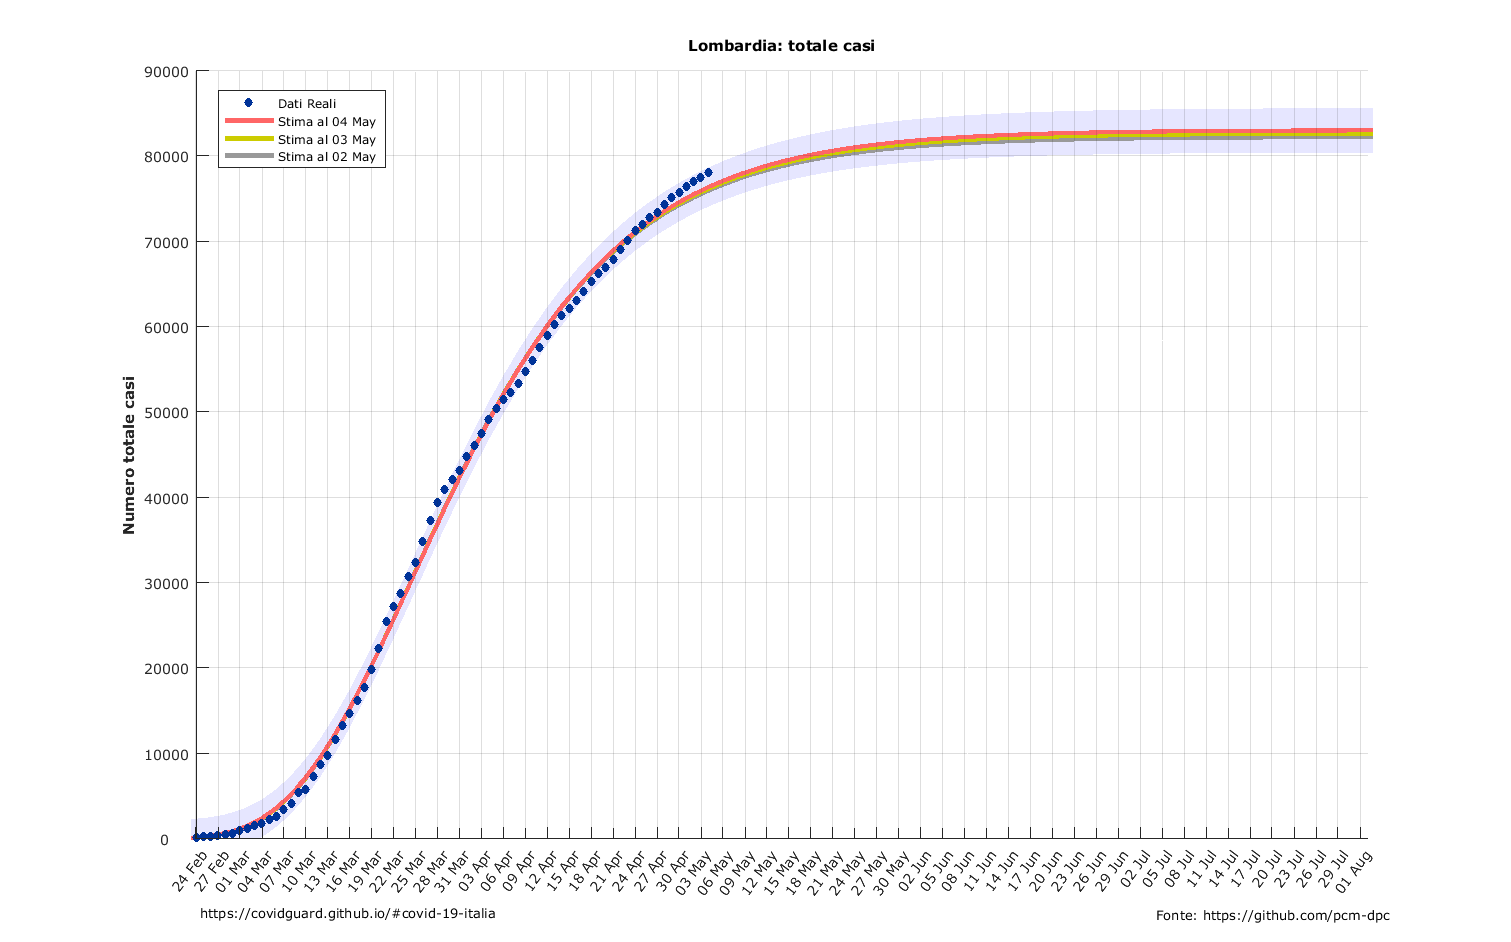 Lombardia: totale casi
90000
80000
70000
60000
50000
40000
30000
20000
10000
0
Numero totale casi
Dati Reali
Stima al 04 May
Stima al 03 May
Stima al 02 May
24 Feb
27 Feb
01 Mar
04 Mar
07 Mar
10 Mar
13 Mar
16 Mar
19 Mar
22 Mar
25 Mar
28 Mar
31 Mar
03 Apr
06 Apr
09 Apr
12 Apr
15 Apr
18 Apr
21 Apr
24 Apr
27 Apr
30 Apr
03 May
06 May
09 May
12 May
15 May
18 May
21 May
24 May
27 May
30 May
02 Jun
05 Jun
08 Jun
11 Jun
14 Jun
17 Jun
20 Jun
23 Jun
26 Jun
29 Jun
02 Jul
05 Jul
08 Jul
11 Jul
14 Jul
17 Jul
20 Jul
23 Jul
26 Jul
29 Jul
01 Aug
https://covidguard.github.io/#covid-19-italia
Fonte: https://github.com/pcm-dpc